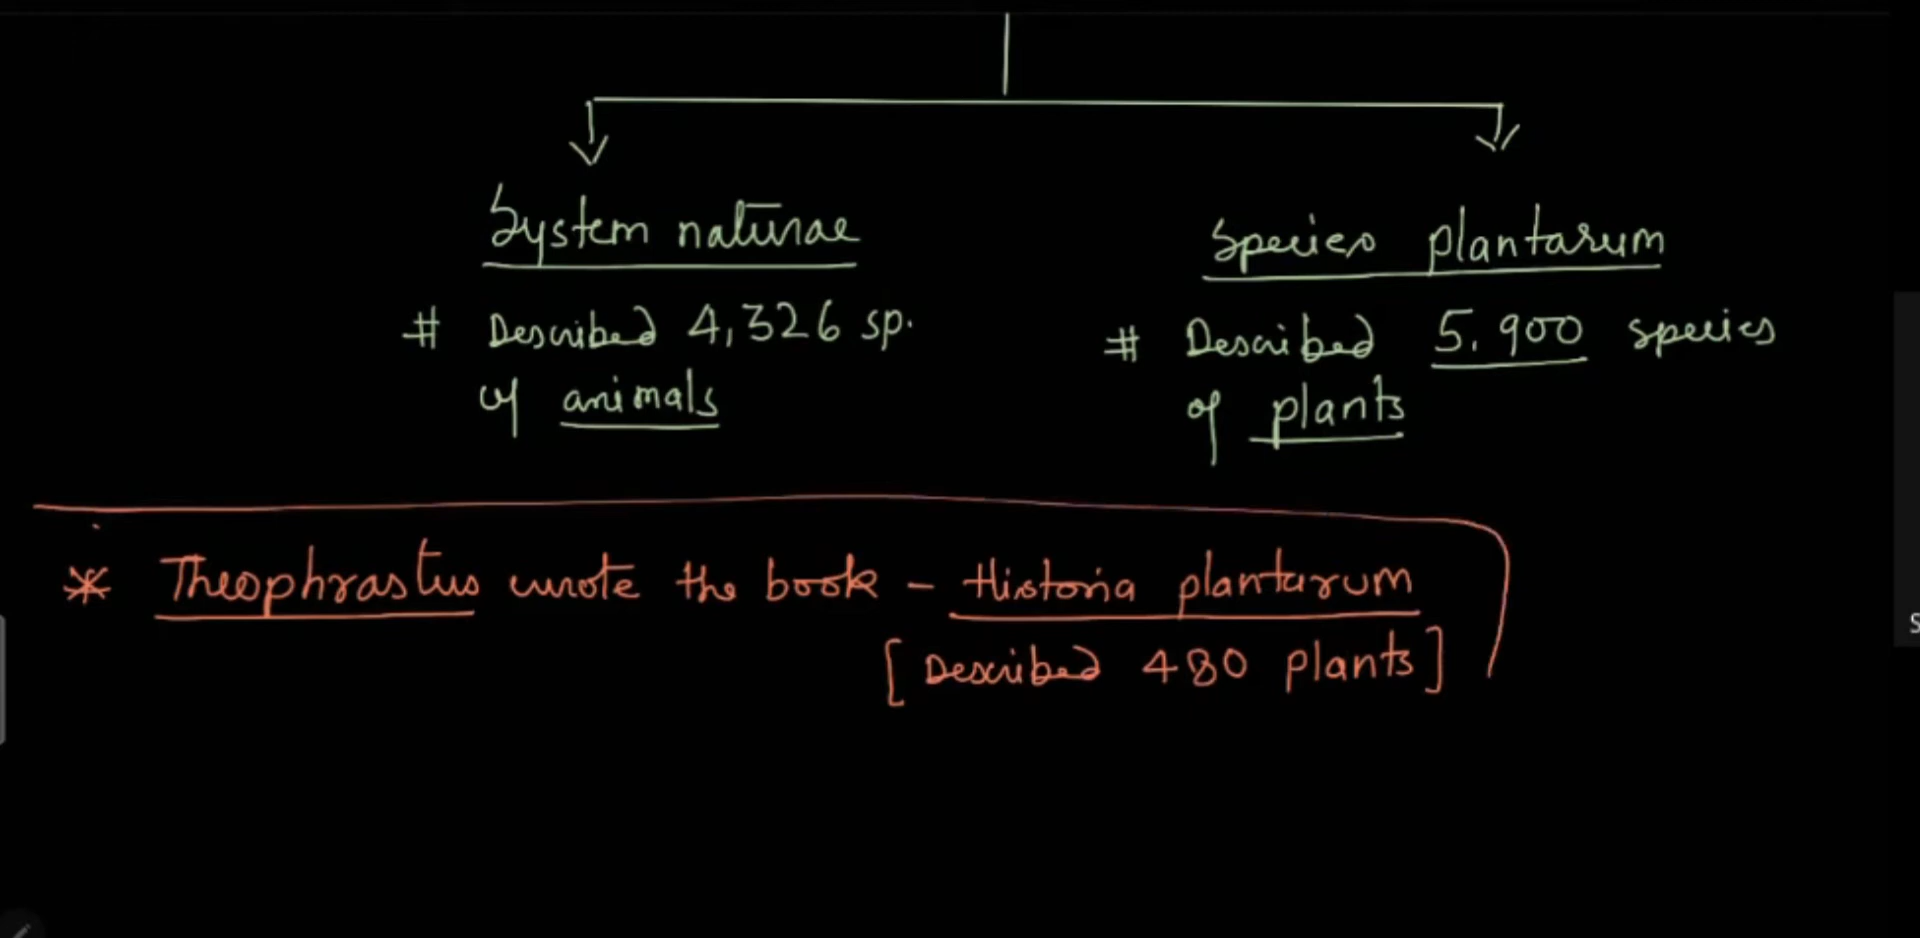 System naturae
Species plantarum
# Described 4,326 sp.
of animals
# Described 5,900 species
of plants
* Theophrastus wrote the book - Historia plantarum
[Described 480 plants]
S